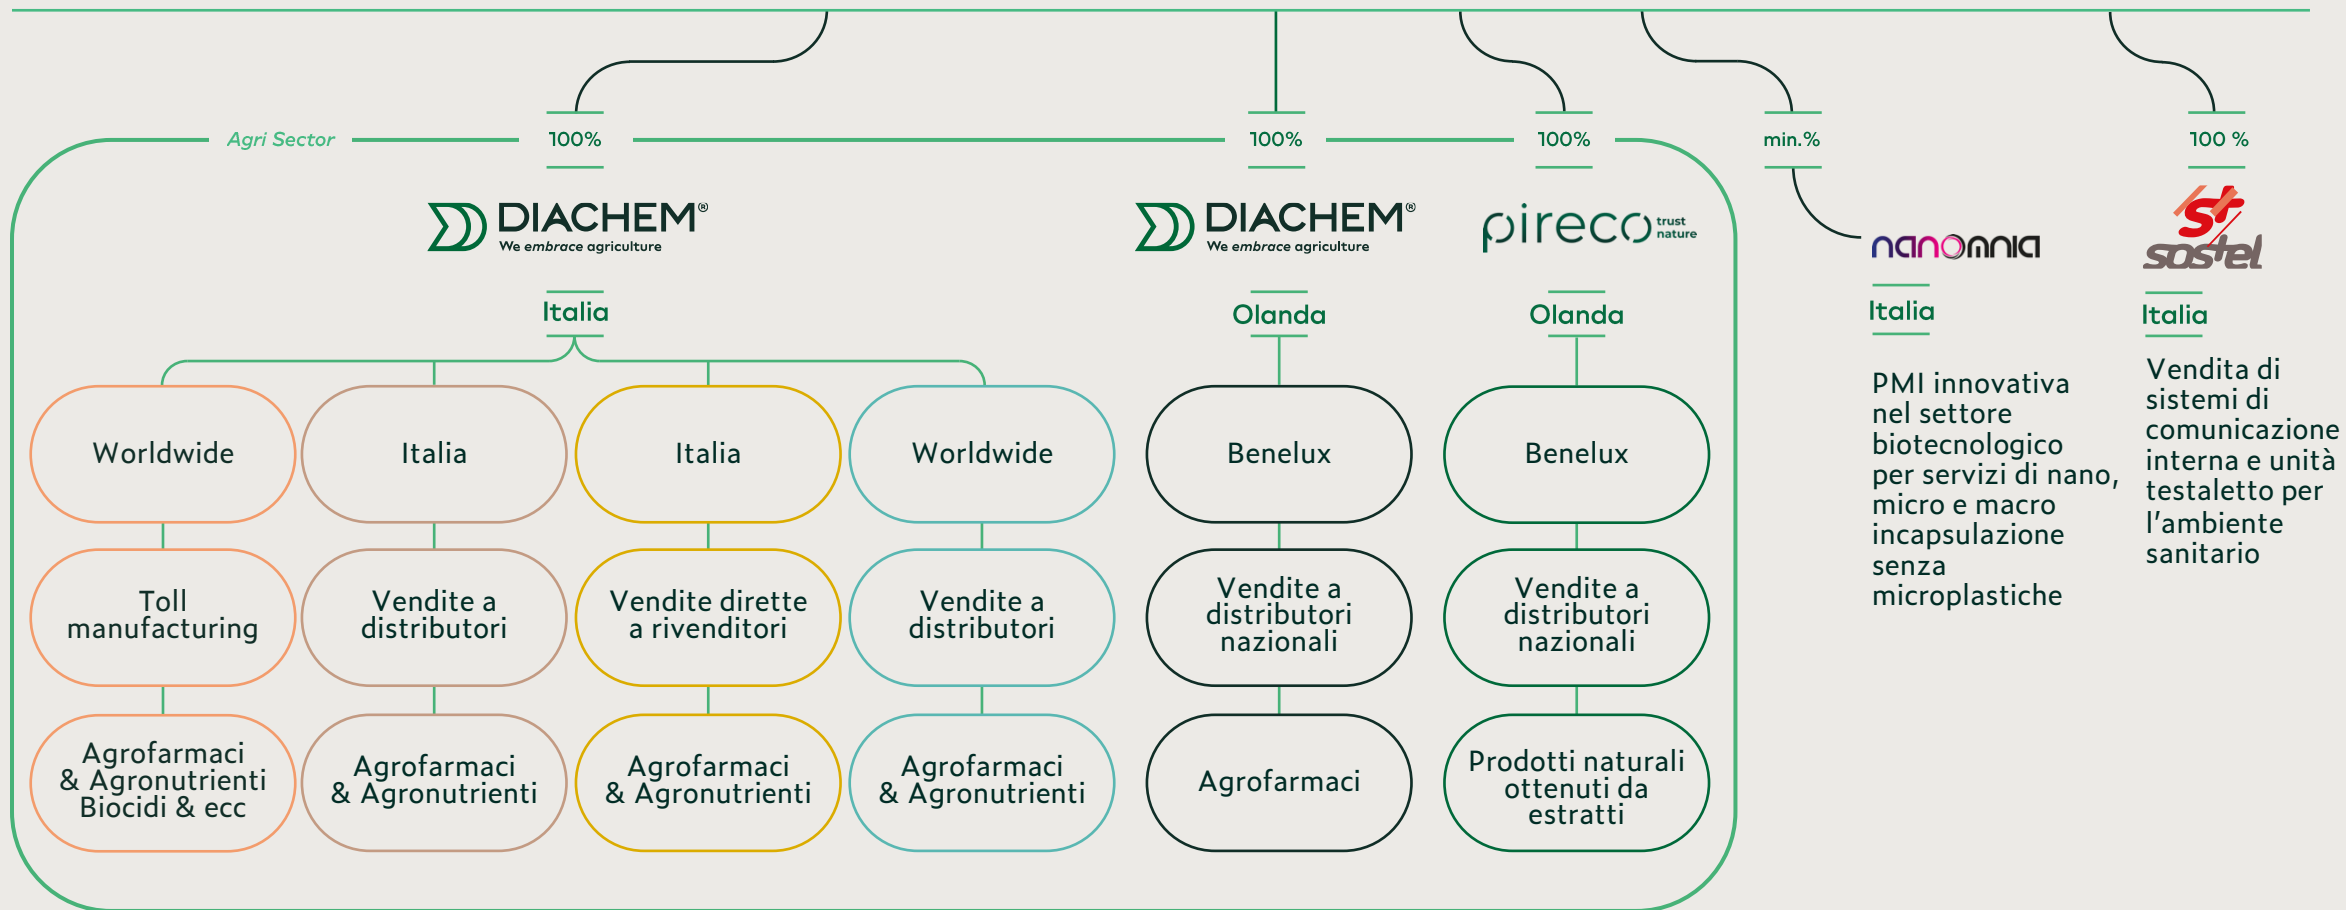 Agri Sector
100%
100%
100%
min.%
100 %
DIACHEM®
We embrace agriculture
DIACHEM®
We embrace agriculture
pireco
trust
nature
nanomnia
st
sostel
Italia
Olanda
Olanda
Italia
Italia
Worldwide
Toll
manufacturing
Agrofarmaci
& Agronutrienti
Biocidi & ecc
Italia
Vendite a
distributori
Agrofarmaci
& Agronutrienti
Italia
Vendite dirette
a rivenditori
Agrofarmaci
& Agronutrienti
Worldwide
Vendite a
distributori
Agrofarmaci
& Agronutrienti
Benelux
Vendite a
distributori
nazionali
Agrofarmaci
Benelux
Vendite a
distributori
nazionali
Prodotti naturali
ottenuti da
estratti
PMI innovativa
nel settore
biotecnologico
per servizi di nano,
micro e macro
incapsulazione
senza
microplastiche
Vendita di
sistemi di
comunicazione
interna e unità
testaletto per
l’ambiente
sanitario